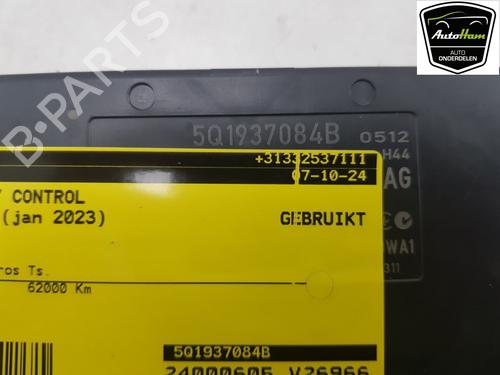 AutoHam
AUTO
ONDERDELEN
5Q1937084B 0512
H44
AG
+31332537111
07-10-24
CONTROL
(jan 2023)
GEBRUIKT
WA1
311
ros Ts.
62000 Km
5Q1937084B
24000605 V26966
B-Parts